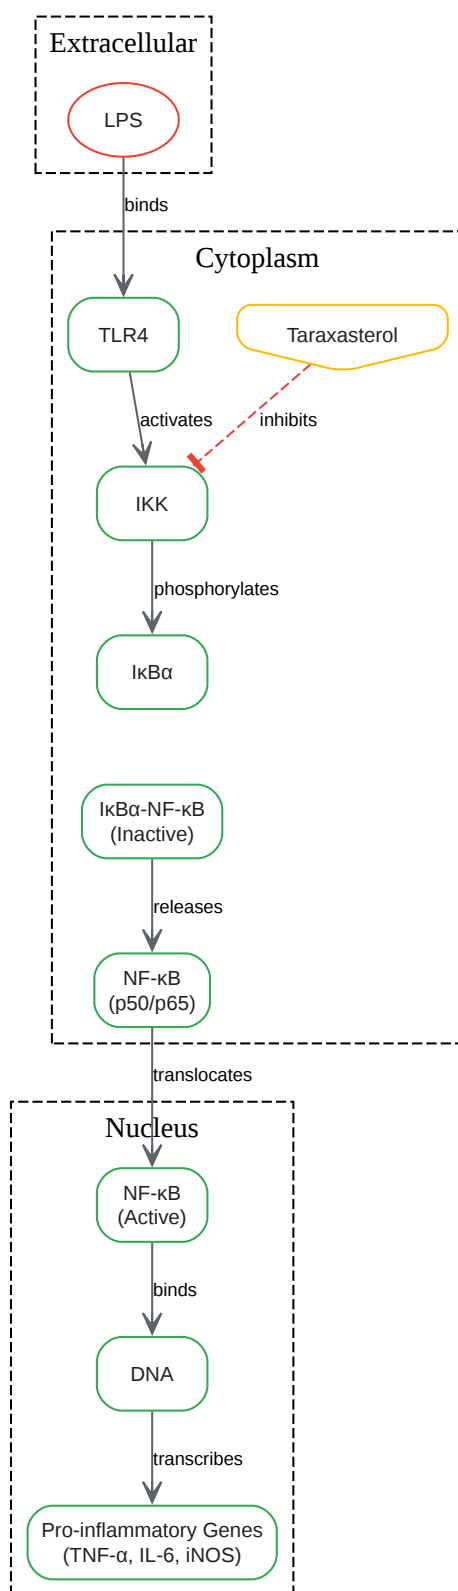 Extracellular
LPS
binds
Cytoplasm
TLR4
Taraxasterol
activates
inhibits
IKK
phosphorylates
IκBα
IκBα-NF-κB
(Inactive)
releases
NF-κB
(p50/p65)
translocates
Nucleus
NF-κB
(Active)
binds
DNA
transcribes
Pro-inflammatory Genes
(TNF-α, IL-6, iNOS)